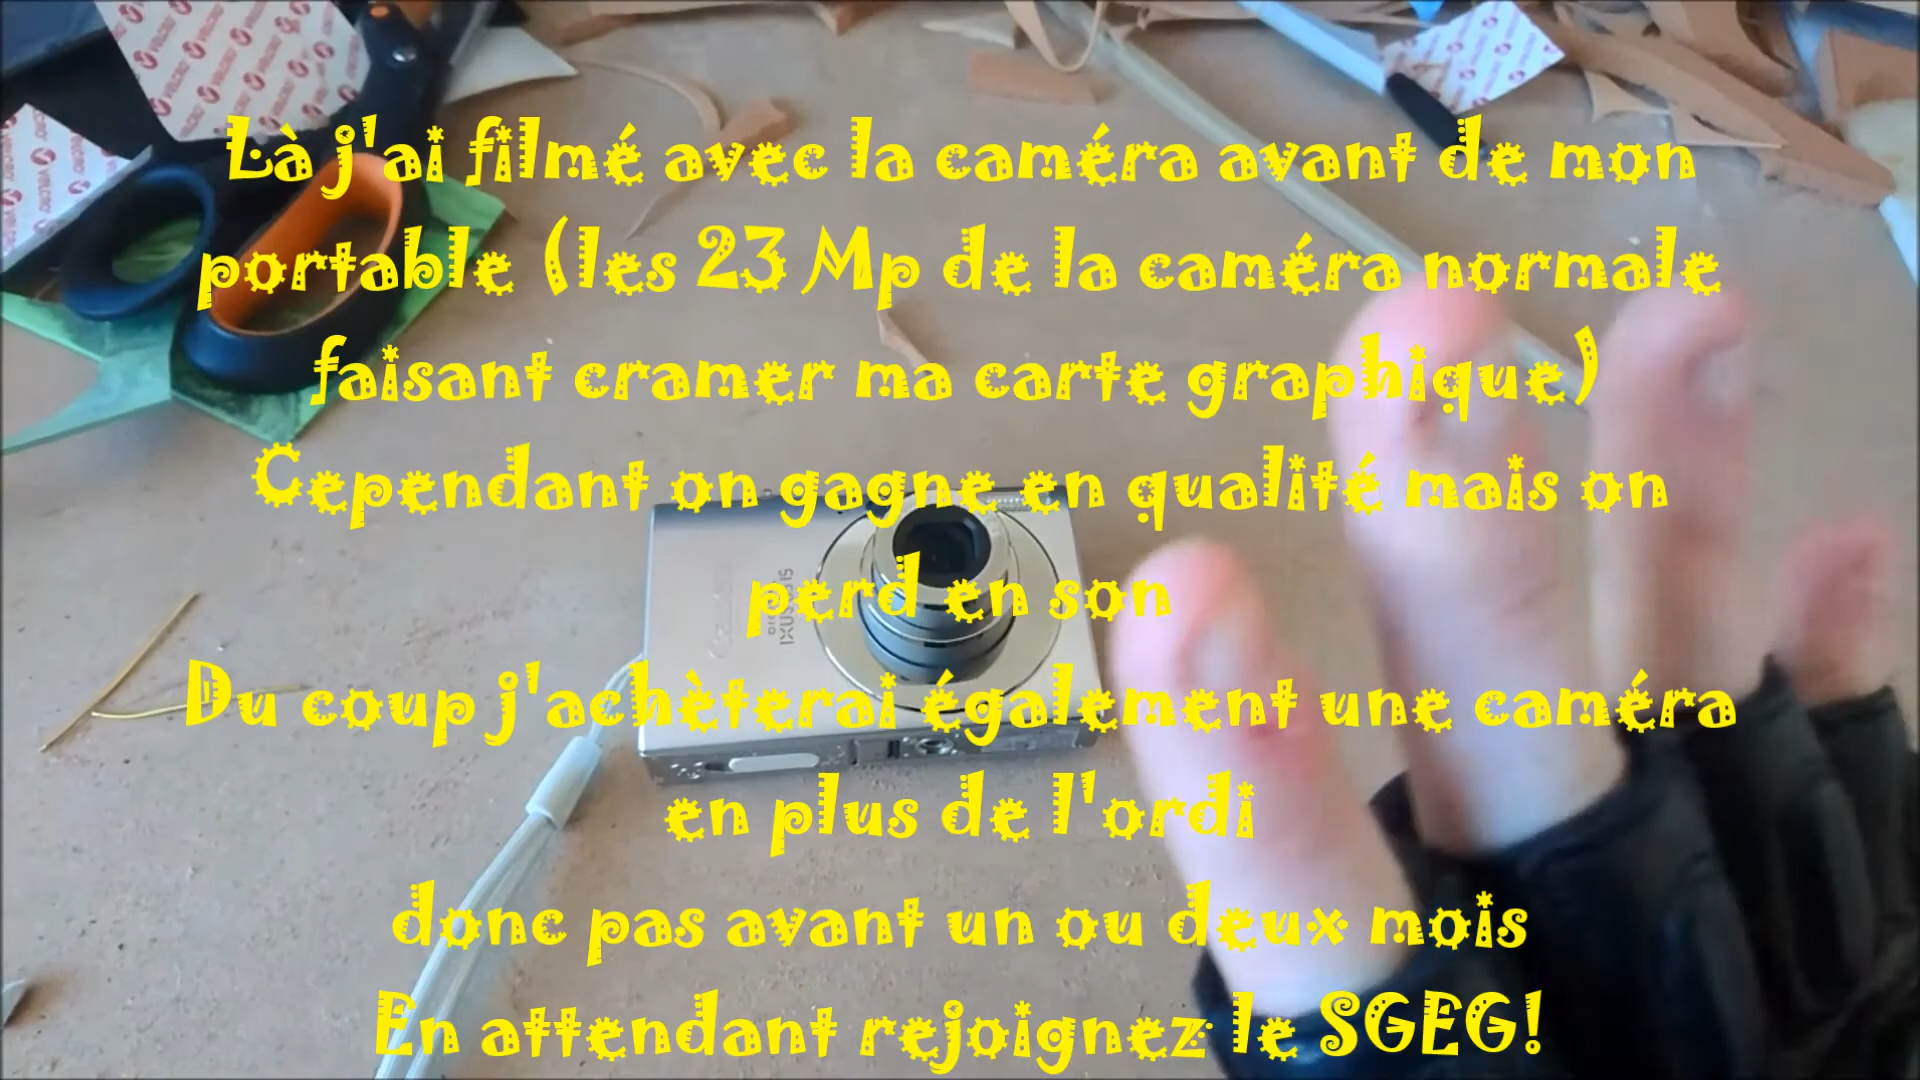 Là j'ai filmé avec la caméra avant de mon
portable (les 23 Mp de la caméra normale
faisant cramer ma carte graphique)
Cependant on gagne en qualité mais on
perd en son
Du coup j'achèterai également une caméra
en plus de l'ordi
donc pas avant un ou deux mois
En attendant rejoignez le SGEG!
VELCRO
IXUS